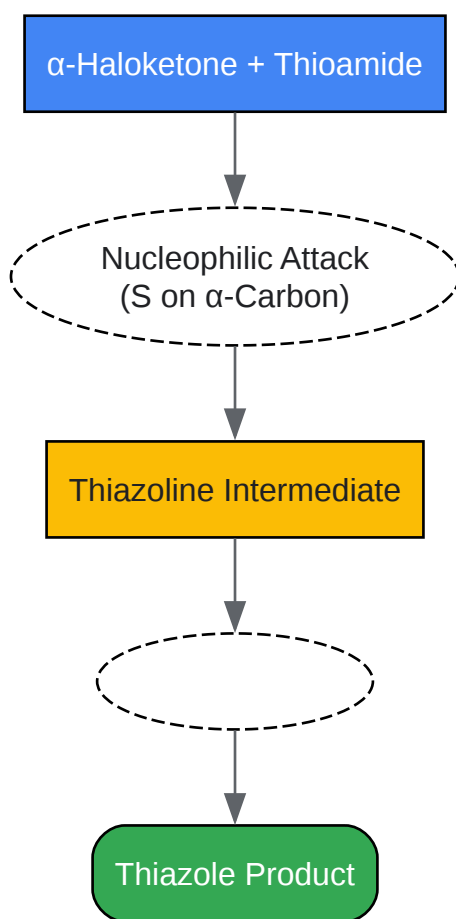 α-Haloketone + Thioamide
Nucleophilic Attack
(S on α-Carbon)
Thiazoline Intermediate
Thiazole Product